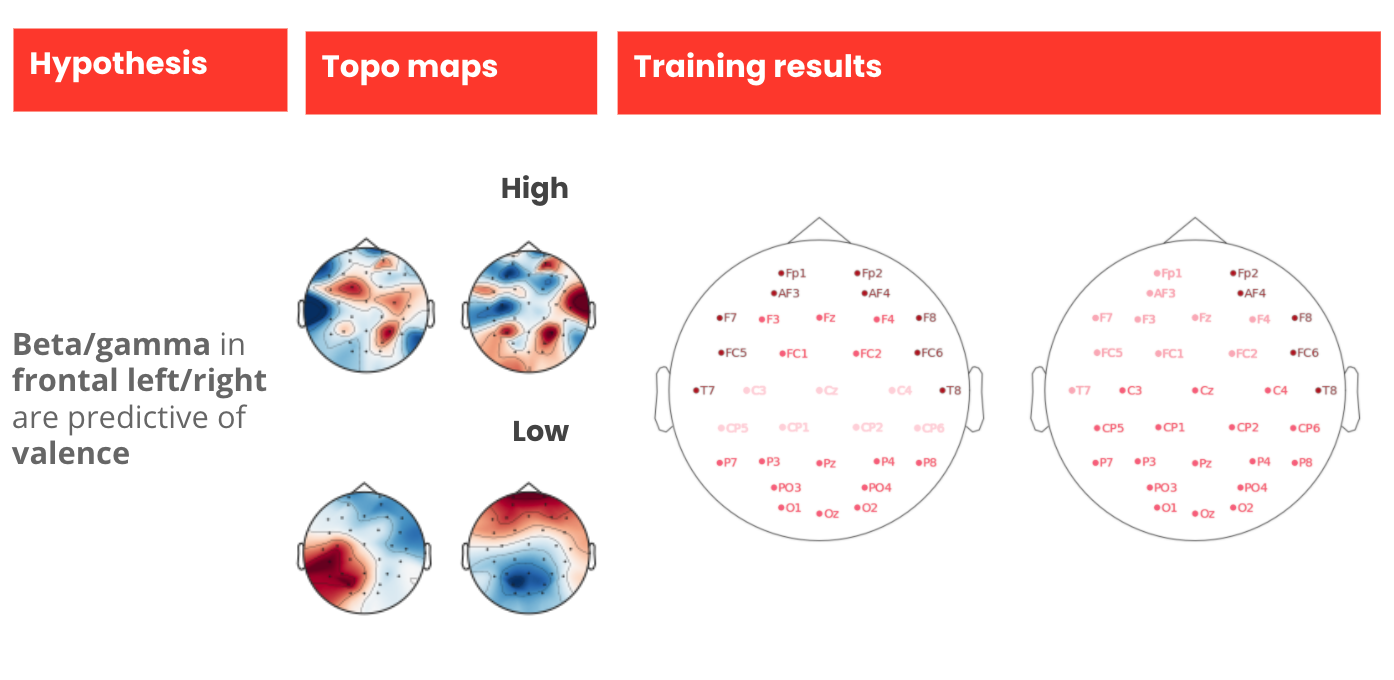 Hypothesis
Topo maps
Training results
Beta/gamma in
frontal left/right
are predictive of
valence
High
Low
Fp1 Fp2
AF3 AF4
F7 F3 Fz F4 F8
FC5 FC1 FC2 FC6
T7 C3 Cz C4 T8
CP5 CP1 CP2 CP6
P7 P3 Pz P4 P8
PO3 PO4
O1 Oz O2
Fp1 Fp2
AF3 AF4
F7 F3 Fz F4 F8
FC5 FC1 FC2 FC6
T7 C3 Cz C4 T8
CP5 CP1 CP2 CP6
P7 P3 Pz P4 P8
PO3 PO4
O1 Oz O2